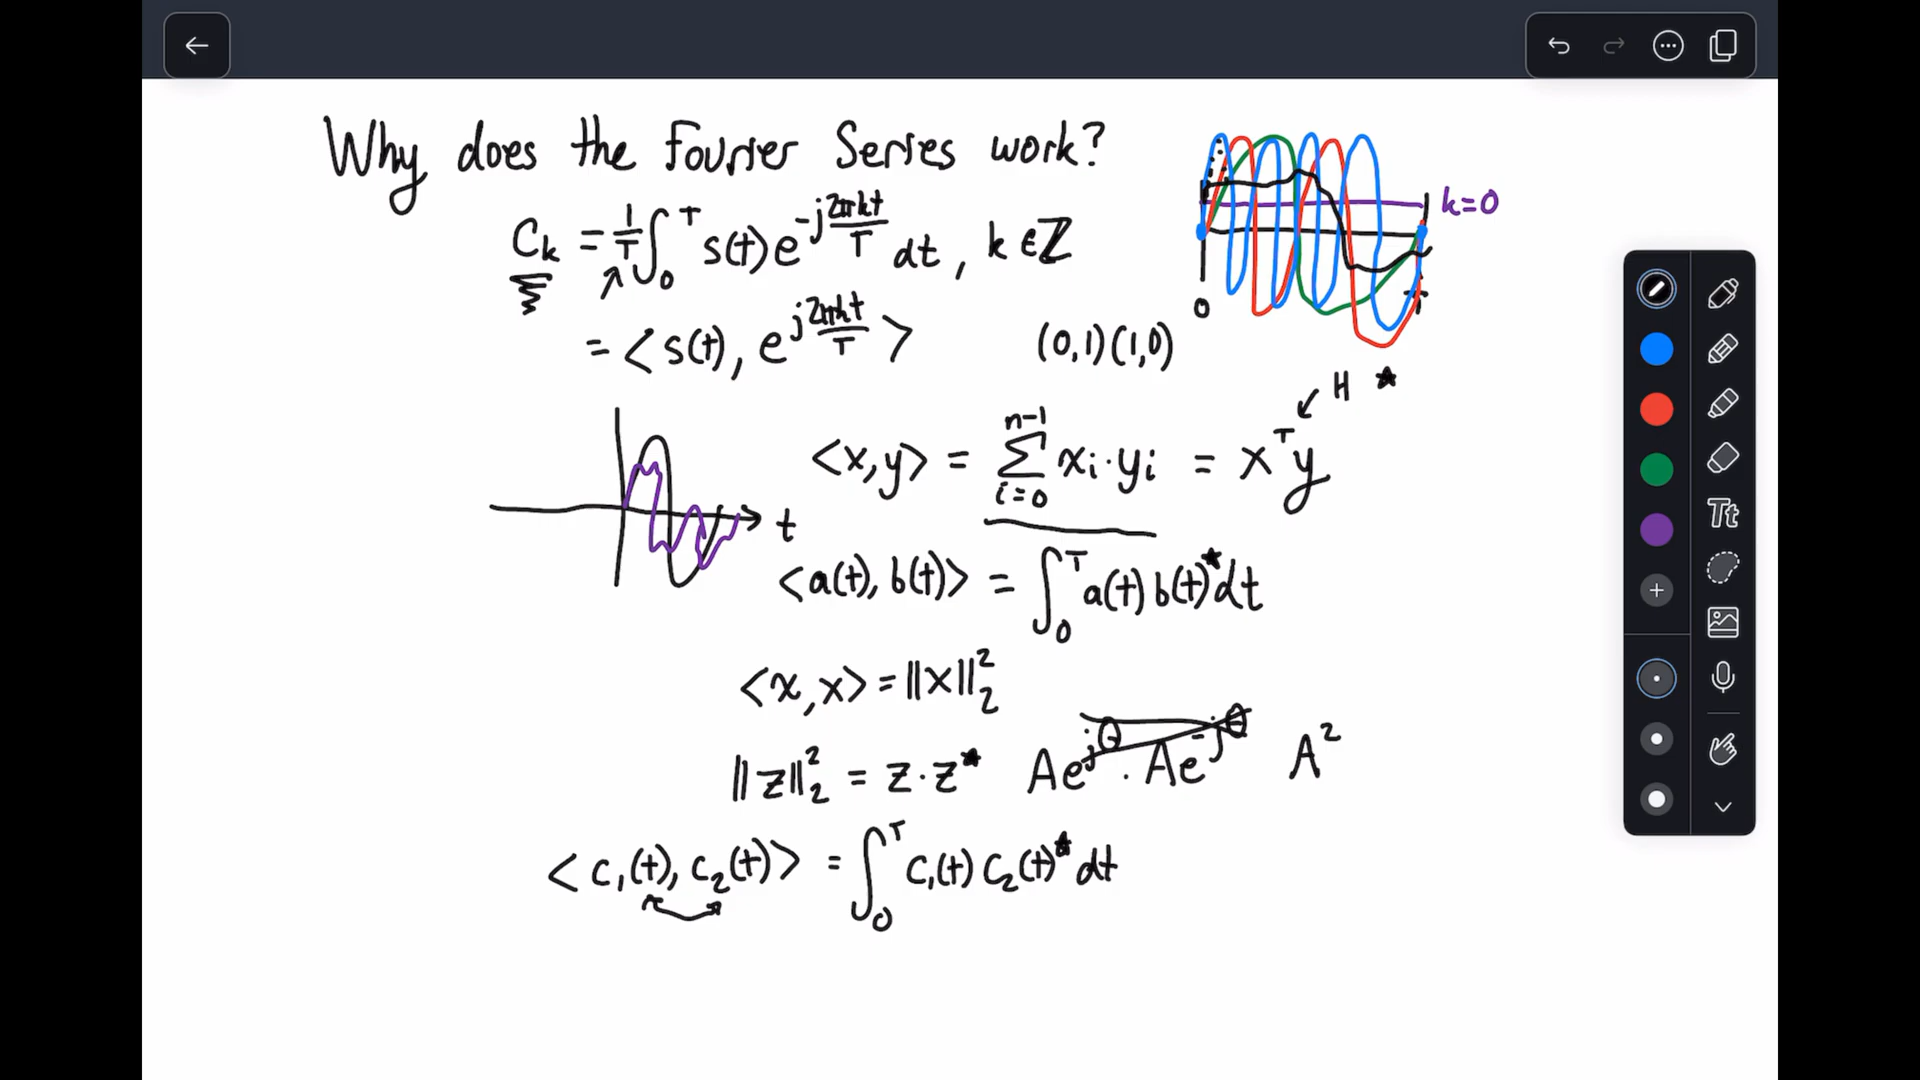 Why does the Fourier Series work?
k=0
C_k = 1/T ∫_0^T s(t) e^{-j2πkt/T} dt, k ∈ ℤ
0 T
= <s(t), e^{j2πkt/T}> (0,1)(1,0)
H *
<x,y> = Σ_{i=0}^{n-1} x_i · y_i = x^T y
t
<a(t), b(t)> = ∫_0^T a(t) b(t)* dt
<x,x> = ||x||_2^2
||z||_2^2 = z · z* Ae^{jθ} · Ae^{-jθ} A^2
<c_1(t), c_2(t)> = ∫_0^T c_1(t) c_2(t)* dt
Tt